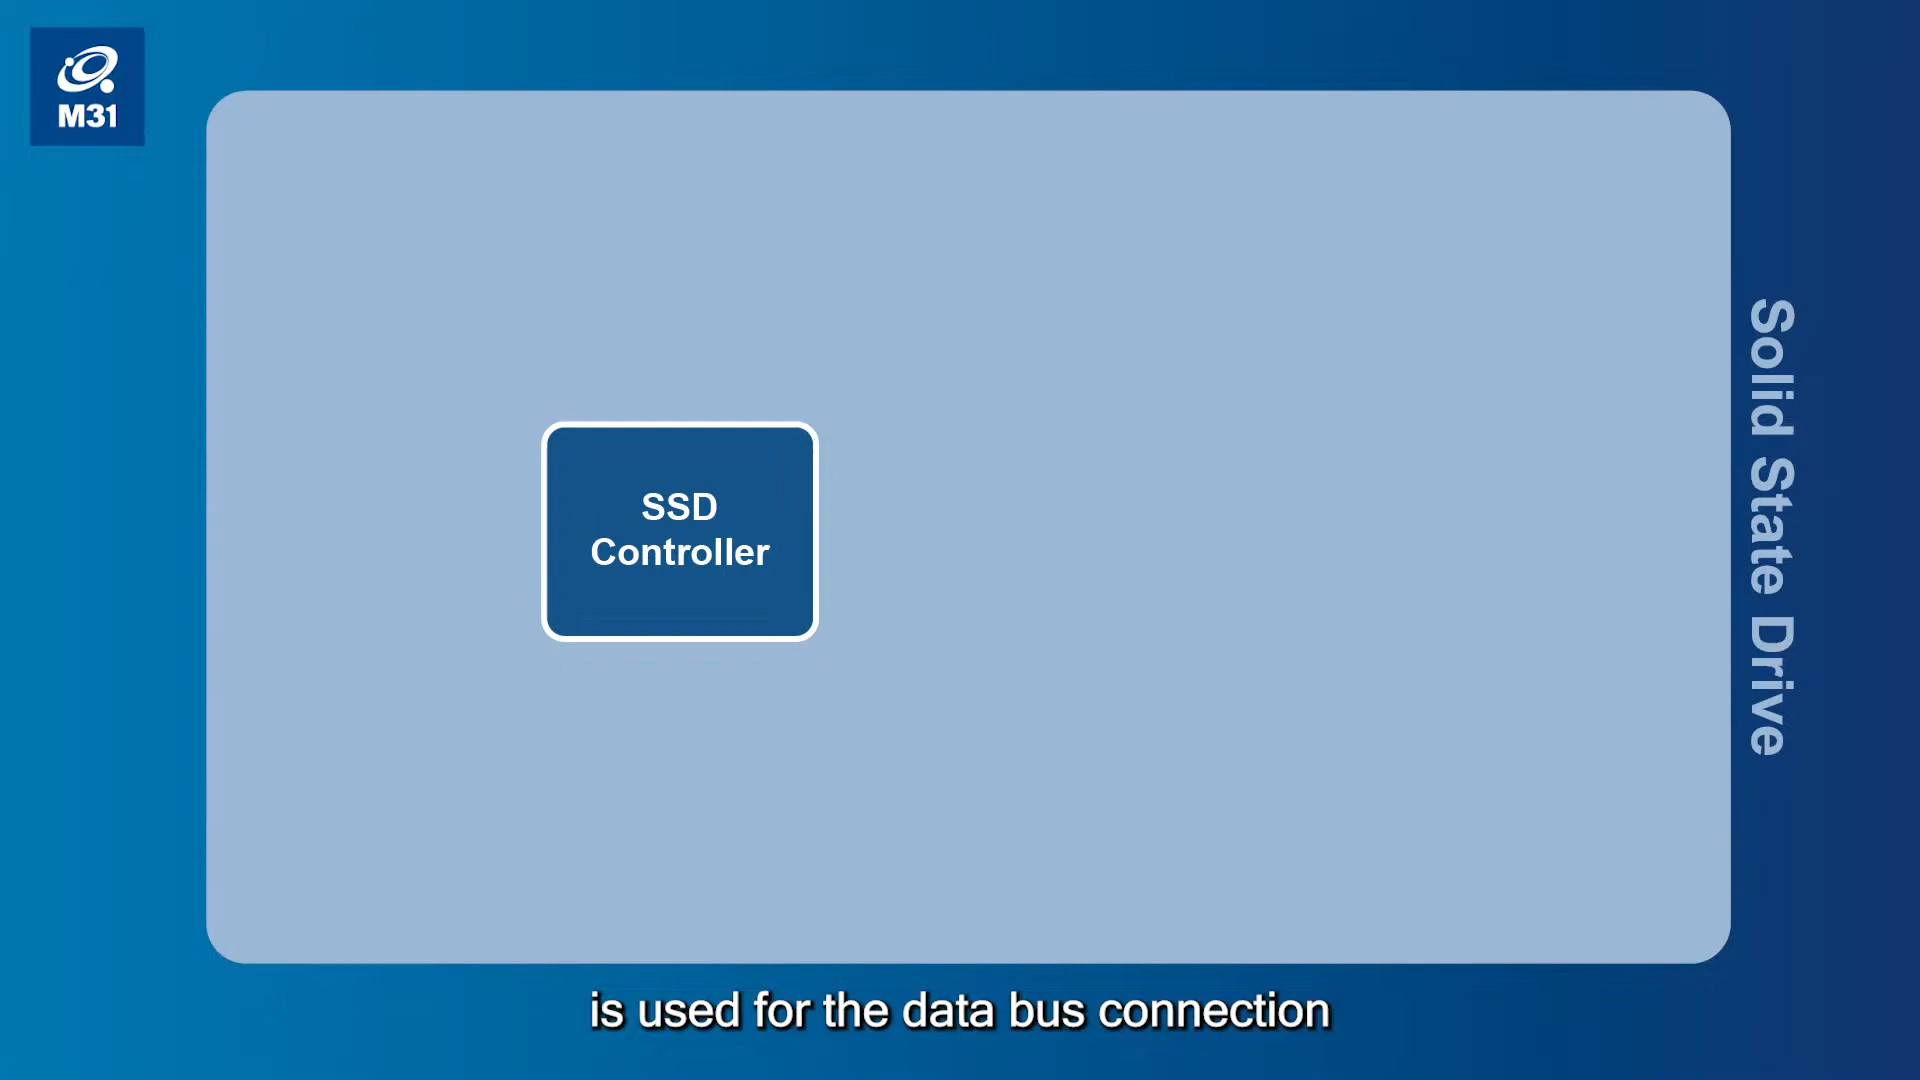 M31
SSD
Controller
Solid State Drive
is used for the data bus connection